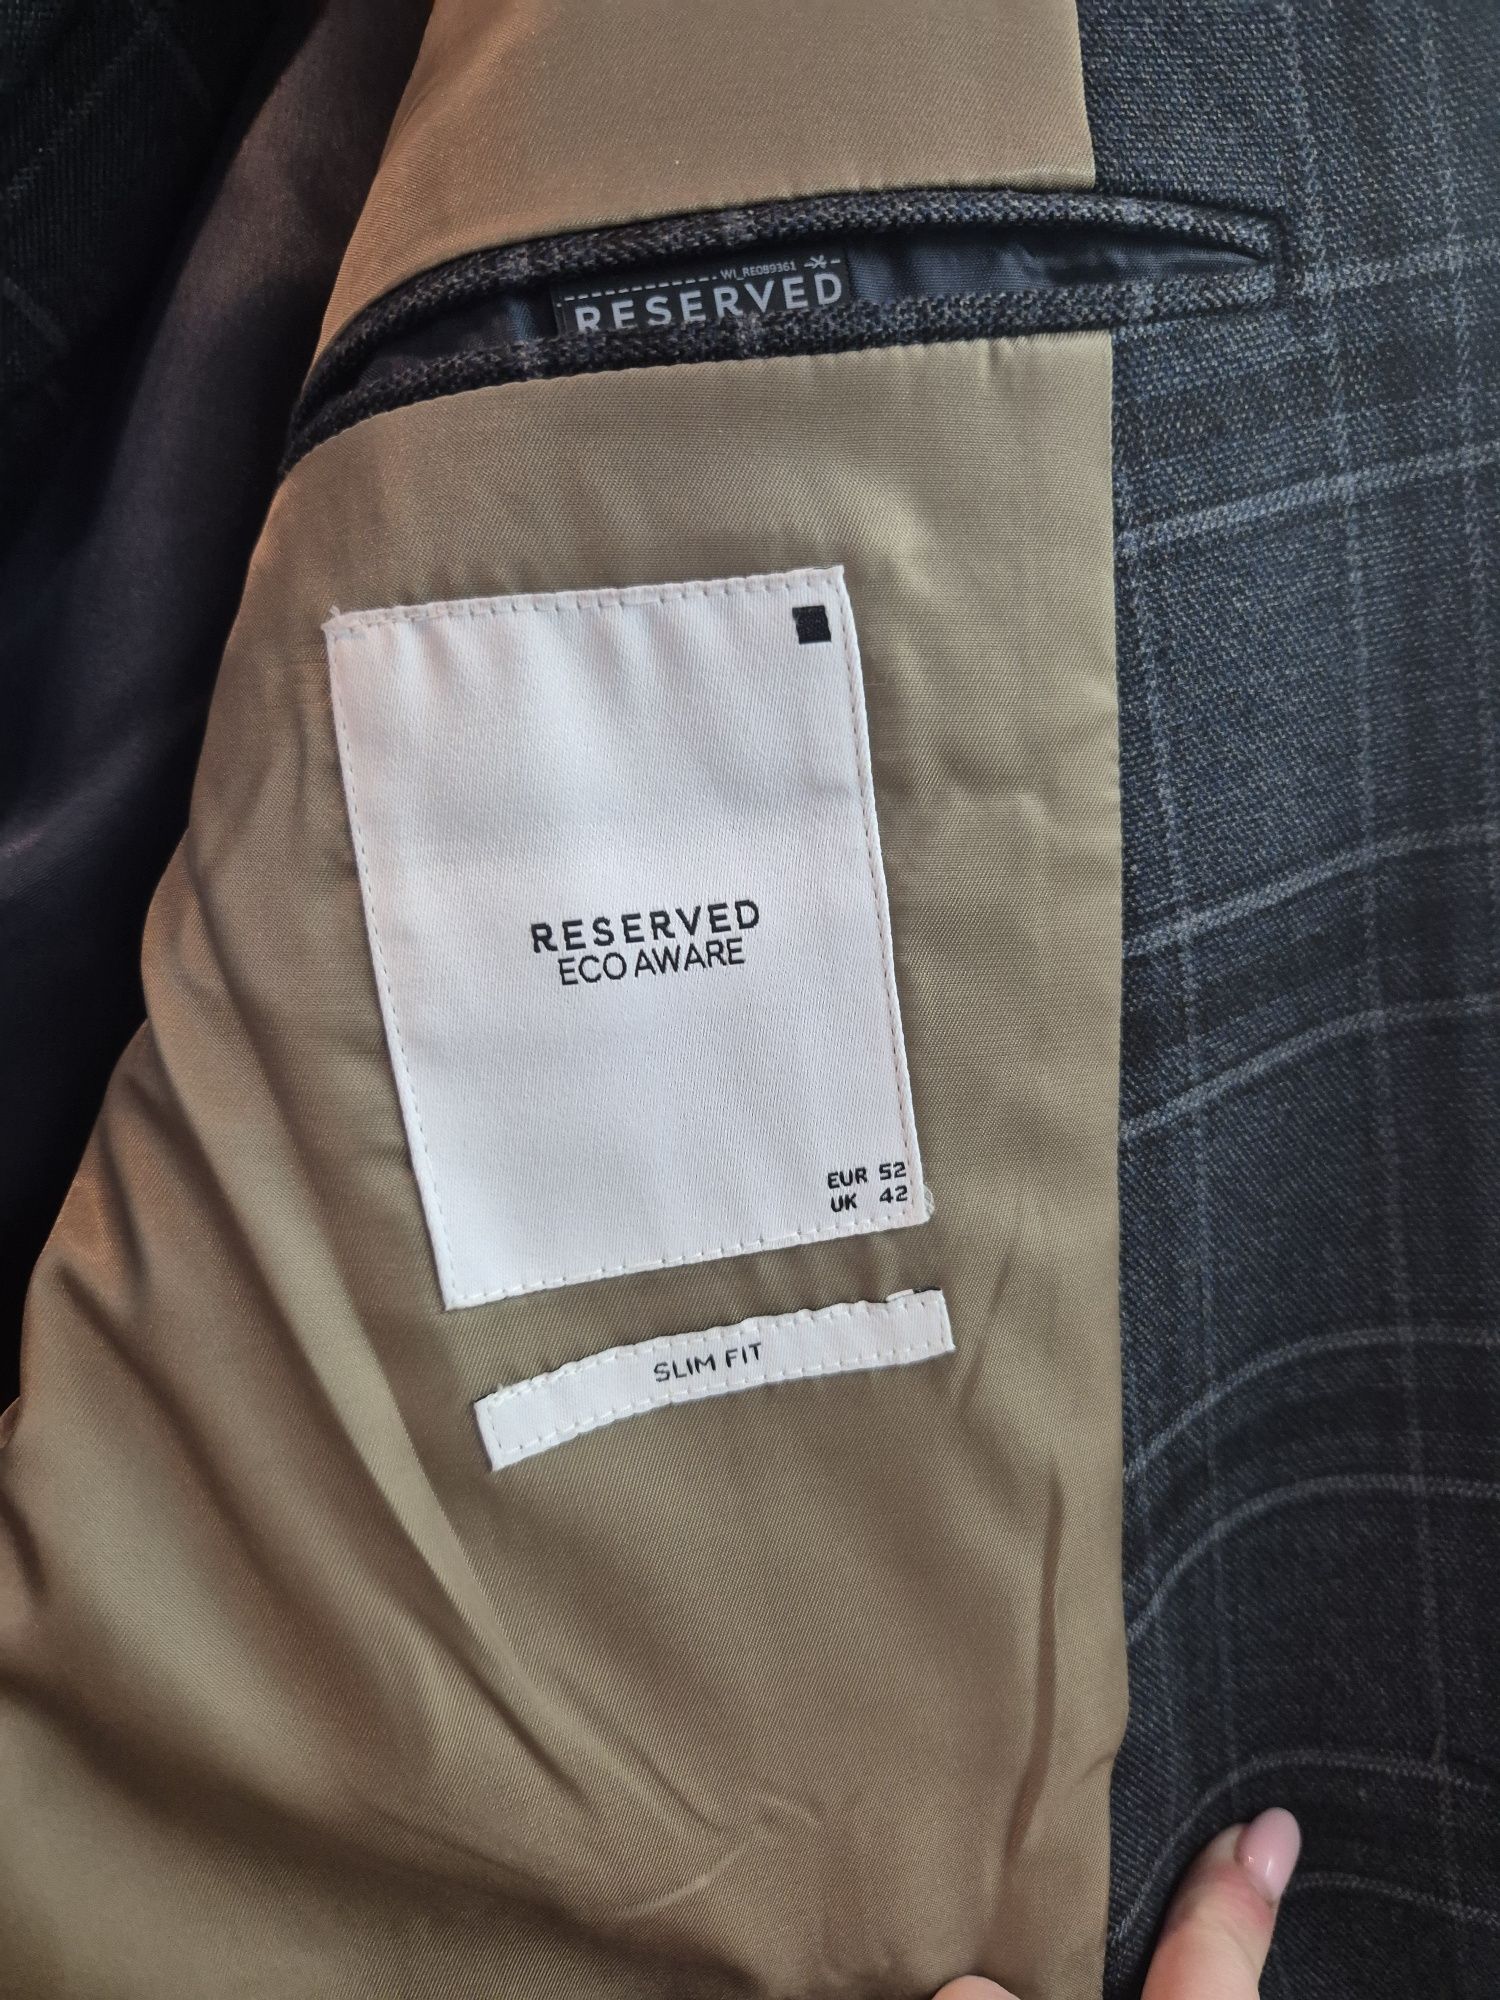 WI_RE089361
RESERVED
RESERVED
ECO AWARE
EUR 52
UK 42
SLIM FIT